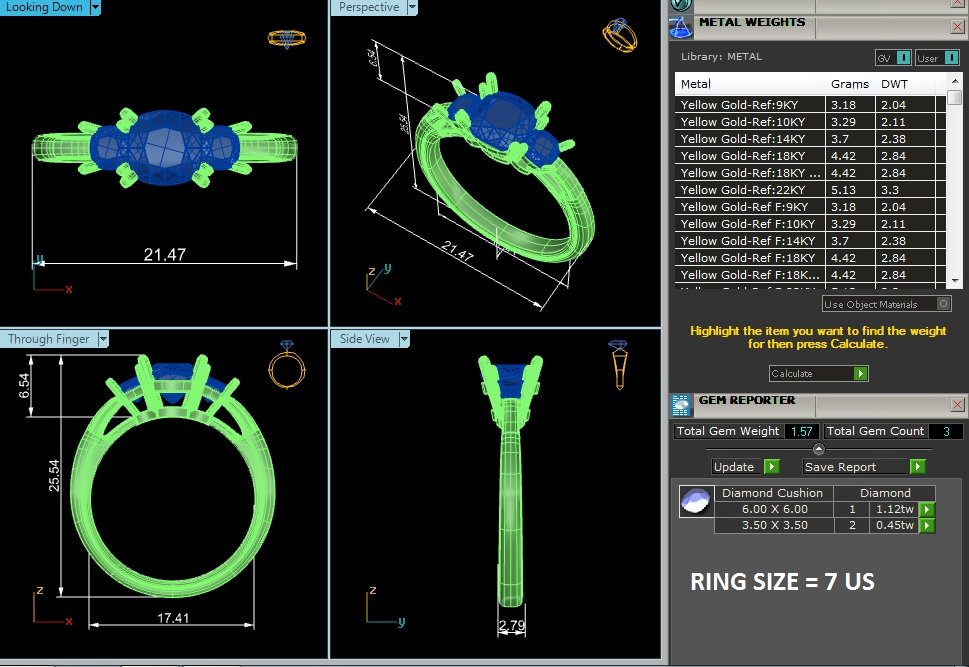 Looking Down
Perspective
21.47
y
x
6.54
25.54
21.47
z
y
x
Through Finger
Side View
6.54
25.54
17.41
z
x
2.79
z
y
METAL WEIGHTS
Library: METAL
GV
User
Metal Grams DWT
Yellow Gold-Ref:9KY 3.18 2.04
Yellow Gold-Ref:10KY 3.29 2.11
Yellow Gold-Ref:14KY 3.7 2.38
Yellow Gold-Ref:18KY 4.42 2.84
Yellow Gold-Ref:18KY ... 4.42 2.84
Yellow Gold-Ref:22KY 5.13 3.3
Yellow Gold-Ref F:9KY 3.18 2.04
Yellow Gold-Ref F:10KY 3.29 2.11
Yellow Gold-Ref F:14KY 3.7 2.38
Yellow Gold-Ref F:18KY 4.42 2.84
Yellow Gold-Ref F:18K... 4.42 2.84
Use Object Materials
Highlight the item you want to find the weight
for then press Calculate.
Calculate
GEM REPORTER
Total Gem Weight 1.57 Total Gem Count 3
Update Save Report
Diamond Cushion Diamond
6.00 X 6.00 1 1.12tw
3.50 X 3.50 2 0.45tw
RING SIZE = 7 US